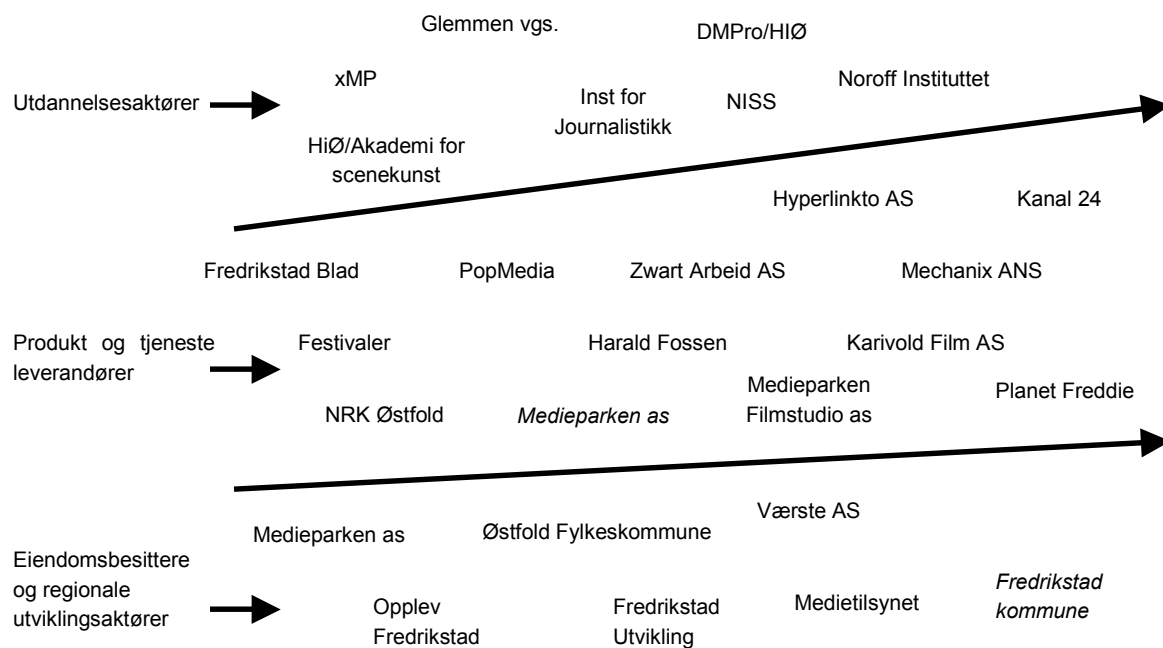 Glemmen vgs.
DMPro/HIØ
xMP
Noroff Instituttet
Utdannelsesaktører
Inst for
Journalistikk
NISS
HiØ/Akademi for
scenekunst
Hyperlinkto AS
Kanal 24
Fredrikstad Blad
PopMedia
Zwart Arbeid AS
Mechanix ANS
Produkt og tjeneste
leverandører
Festivaler
Harald Fossen
Karivold Film AS
NRK Østfold
Medieparken as
Medieparken
Filmstudio as
Planet Freddie
Medieparken as
Østfold Fylkeskommune
Værste AS
Eiendomsbesittere
og regionale
utviklingsaktører
Opplev
Fredrikstad
Fredrikstad
Utvikling
Medietilsynet
Fredrikstad
kommune